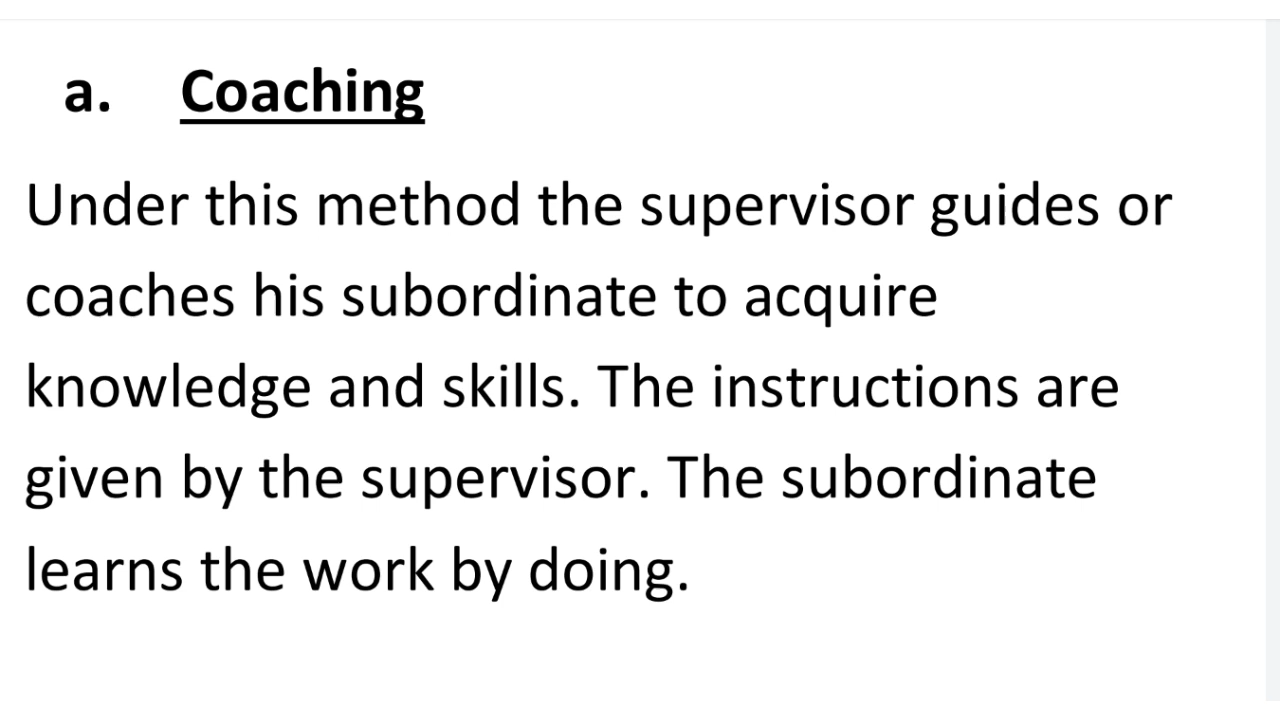 a. Coaching
Under this method the supervisor guides or
coaches his subordinate to acquire
knowledge and skills. The instructions are
given by the supervisor. The subordinate
learns the work by doing.